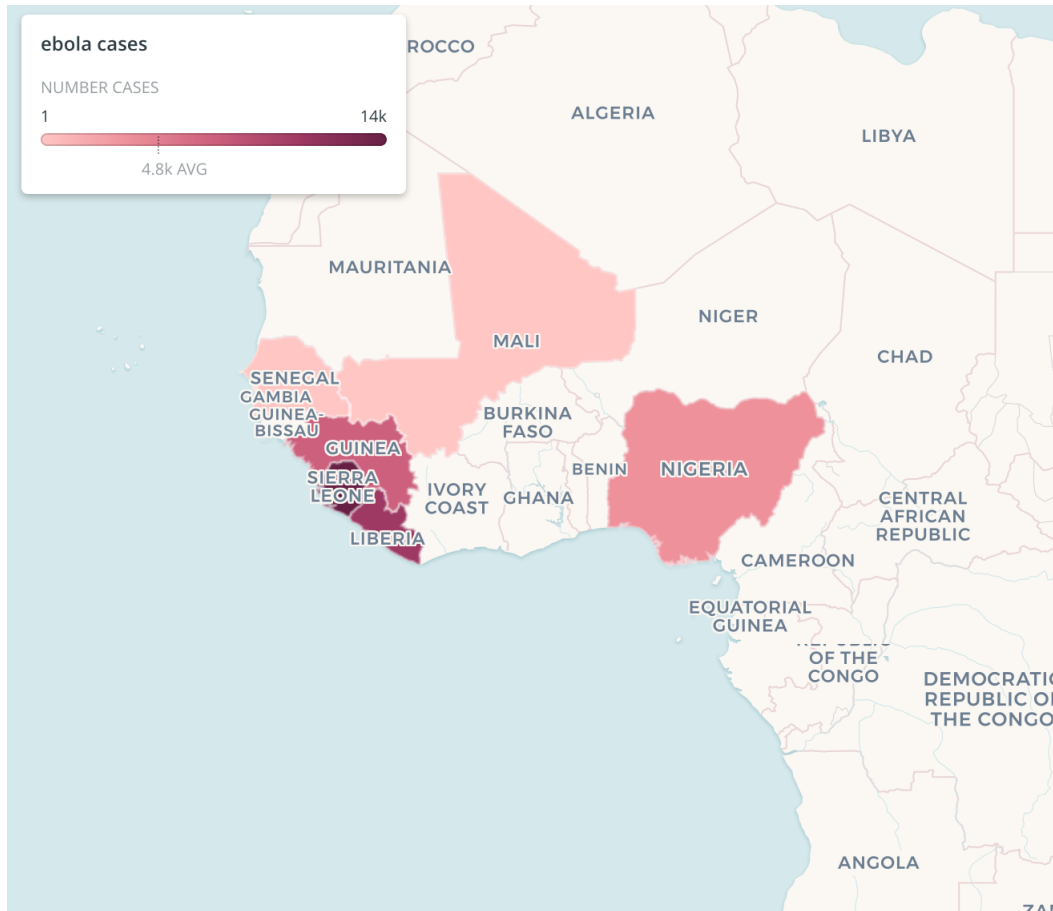 ebola cases
NUMBER CASES
1 14k
4.8k AVG
ROCCO
ALGERIA
LIBYA
MAURITANIA
MALI
NIGER
CHAD
SENEGAL
GAMBIA
GUINEA-
BISSAU
GUINEA
SIERRA
LEONE
LIBERIA
BURKINA
FASO
IVORY
COAST
GHANA
BENIN
NIGERIA
CENTRAL
AFRICAN
REPUBLIC
CAMEROON
EQUATORIAL
GUINEA
REPUBLIC
OF THE
CONGO
DEMOCRATIC
REPUBLIC OF
THE CONGO
ANGOLA